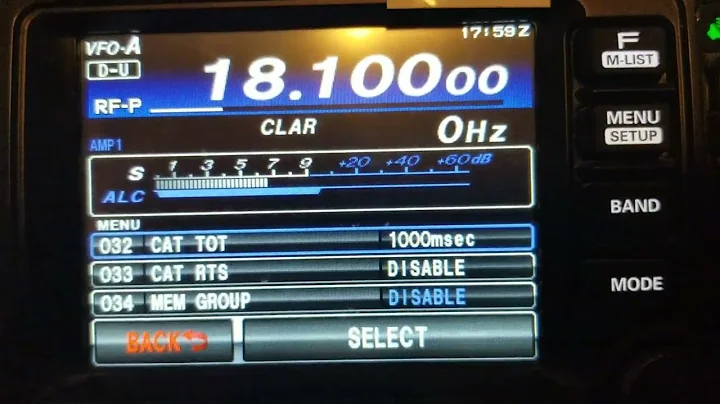 17:59Z
VFO-A
D-U
18.10000
RF-P
CLAR 0Hz
AMP1
S 1 3 5 7 9 +20 +40 +60dB
ALC
MENU
032 CAT TOT 1000msec
033 CAT RTS DISABLE
034 MEM GROUP DISABLE
BACK SELECT
F
M-LIST
MENU
SETUP
BAND
MODE